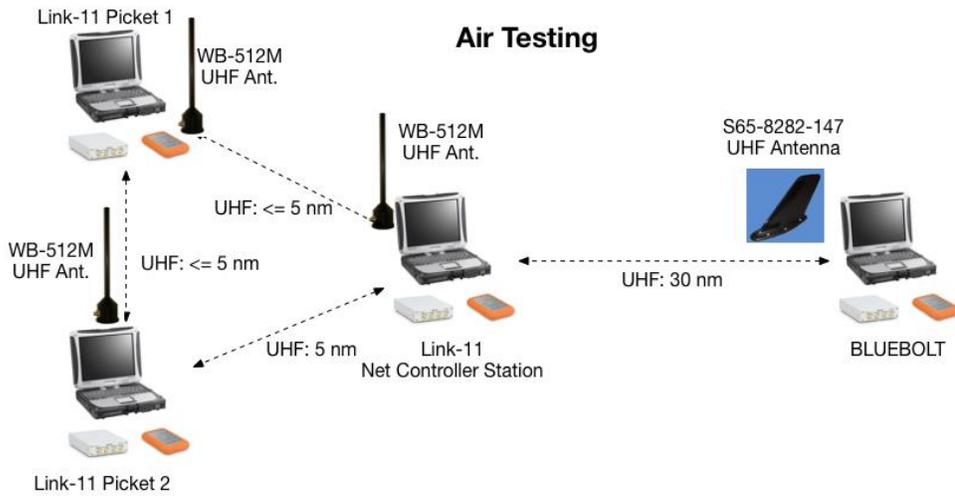 Link-11 Picket 1
Air Testing
WB-512M
UHF Ant.
WB-512M
UHF Ant.
S65-8282-147
UHF Antenna
UHF: <= 5 nm
WB-512M
UHF Ant.
UHF: <= 5 nm
UHF: 30 nm
UHF: 5 nm
Link-11
Net Controller Station
BLUEBOLT
Link-11 Picket 2